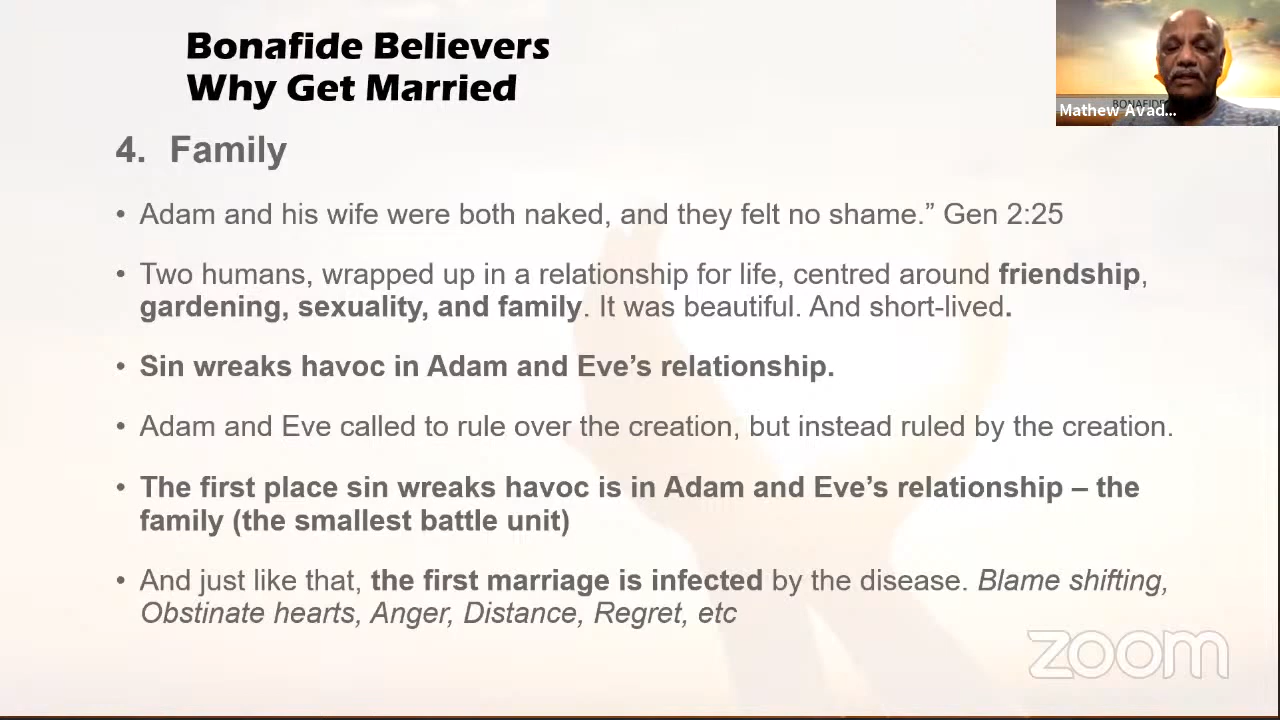 Bonafide Believers
Why Get Married
BONAFIDE
Mathew Avad...
4. Family
• Adam and his wife were both naked, and they felt no shame.” Gen 2:25
• Two humans, wrapped up in a relationship for life, centred around friendship,
gardening, sexuality, and family. It was beautiful. And short-lived.
• Sin wreaks havoc in Adam and Eve’s relationship.
• Adam and Eve called to rule over the creation, but instead ruled by the creation.
• The first place sin wreaks havoc is in Adam and Eve’s relationship – the
family (the smallest battle unit)
• And just like that, the first marriage is infected by the disease. Blame shifting,
Obstinate hearts, Anger, Distance, Regret, etc
zoom